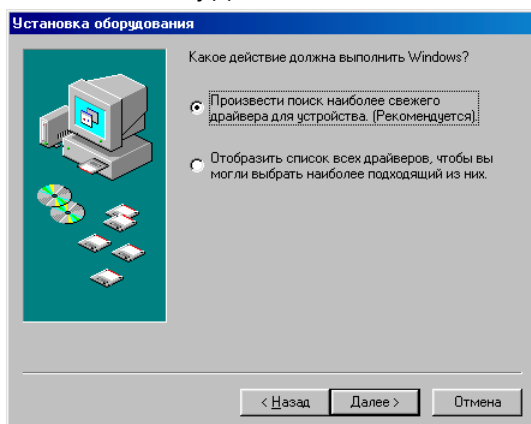 Установка оборудования
Какое действие должна выполнить Windows?
Произвести поиск наиболее свежего
драйвера для устройства. (Рекомендуется).
Отобразить список всех драйверов, чтобы вы
могли выбрать наиболее подходящий из них.
< Назад
Далее >
Отмена